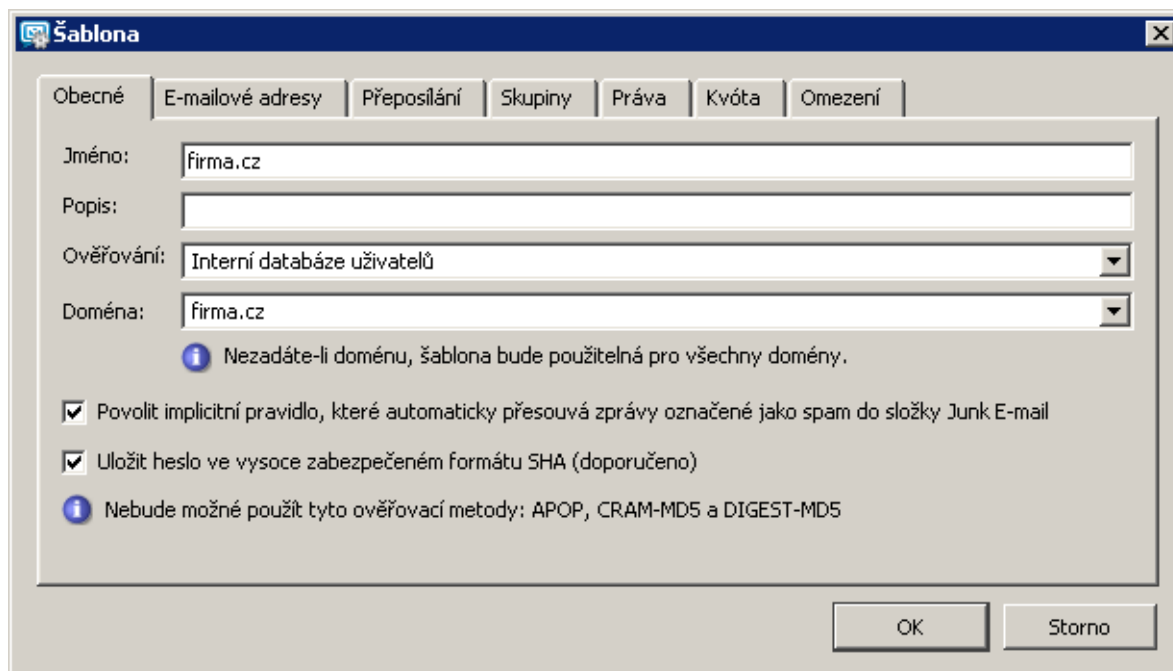 Šablona
Obecné E-mailové adresy Přeposílání Skupiny Práva Kvóta Omezení
Jméno: firma.cz
Popis:
Ověřování: Interní databáze uživatelů
Doména: firma.cz
Nezadáte-li doménu, šablona bude použitelná pro všechny domény.
Povolit implicitní pravidlo, které automaticky přesouvá zprávy označené jako spam do složky Junk E-mail
Uložit heslo ve vysoce zabezpečeném formátu SHA (doporučeno)
Nebude možné použít tyto ověřovací metody: APOP, CRAM-MD5 a DIGEST-MD5
OK Storno